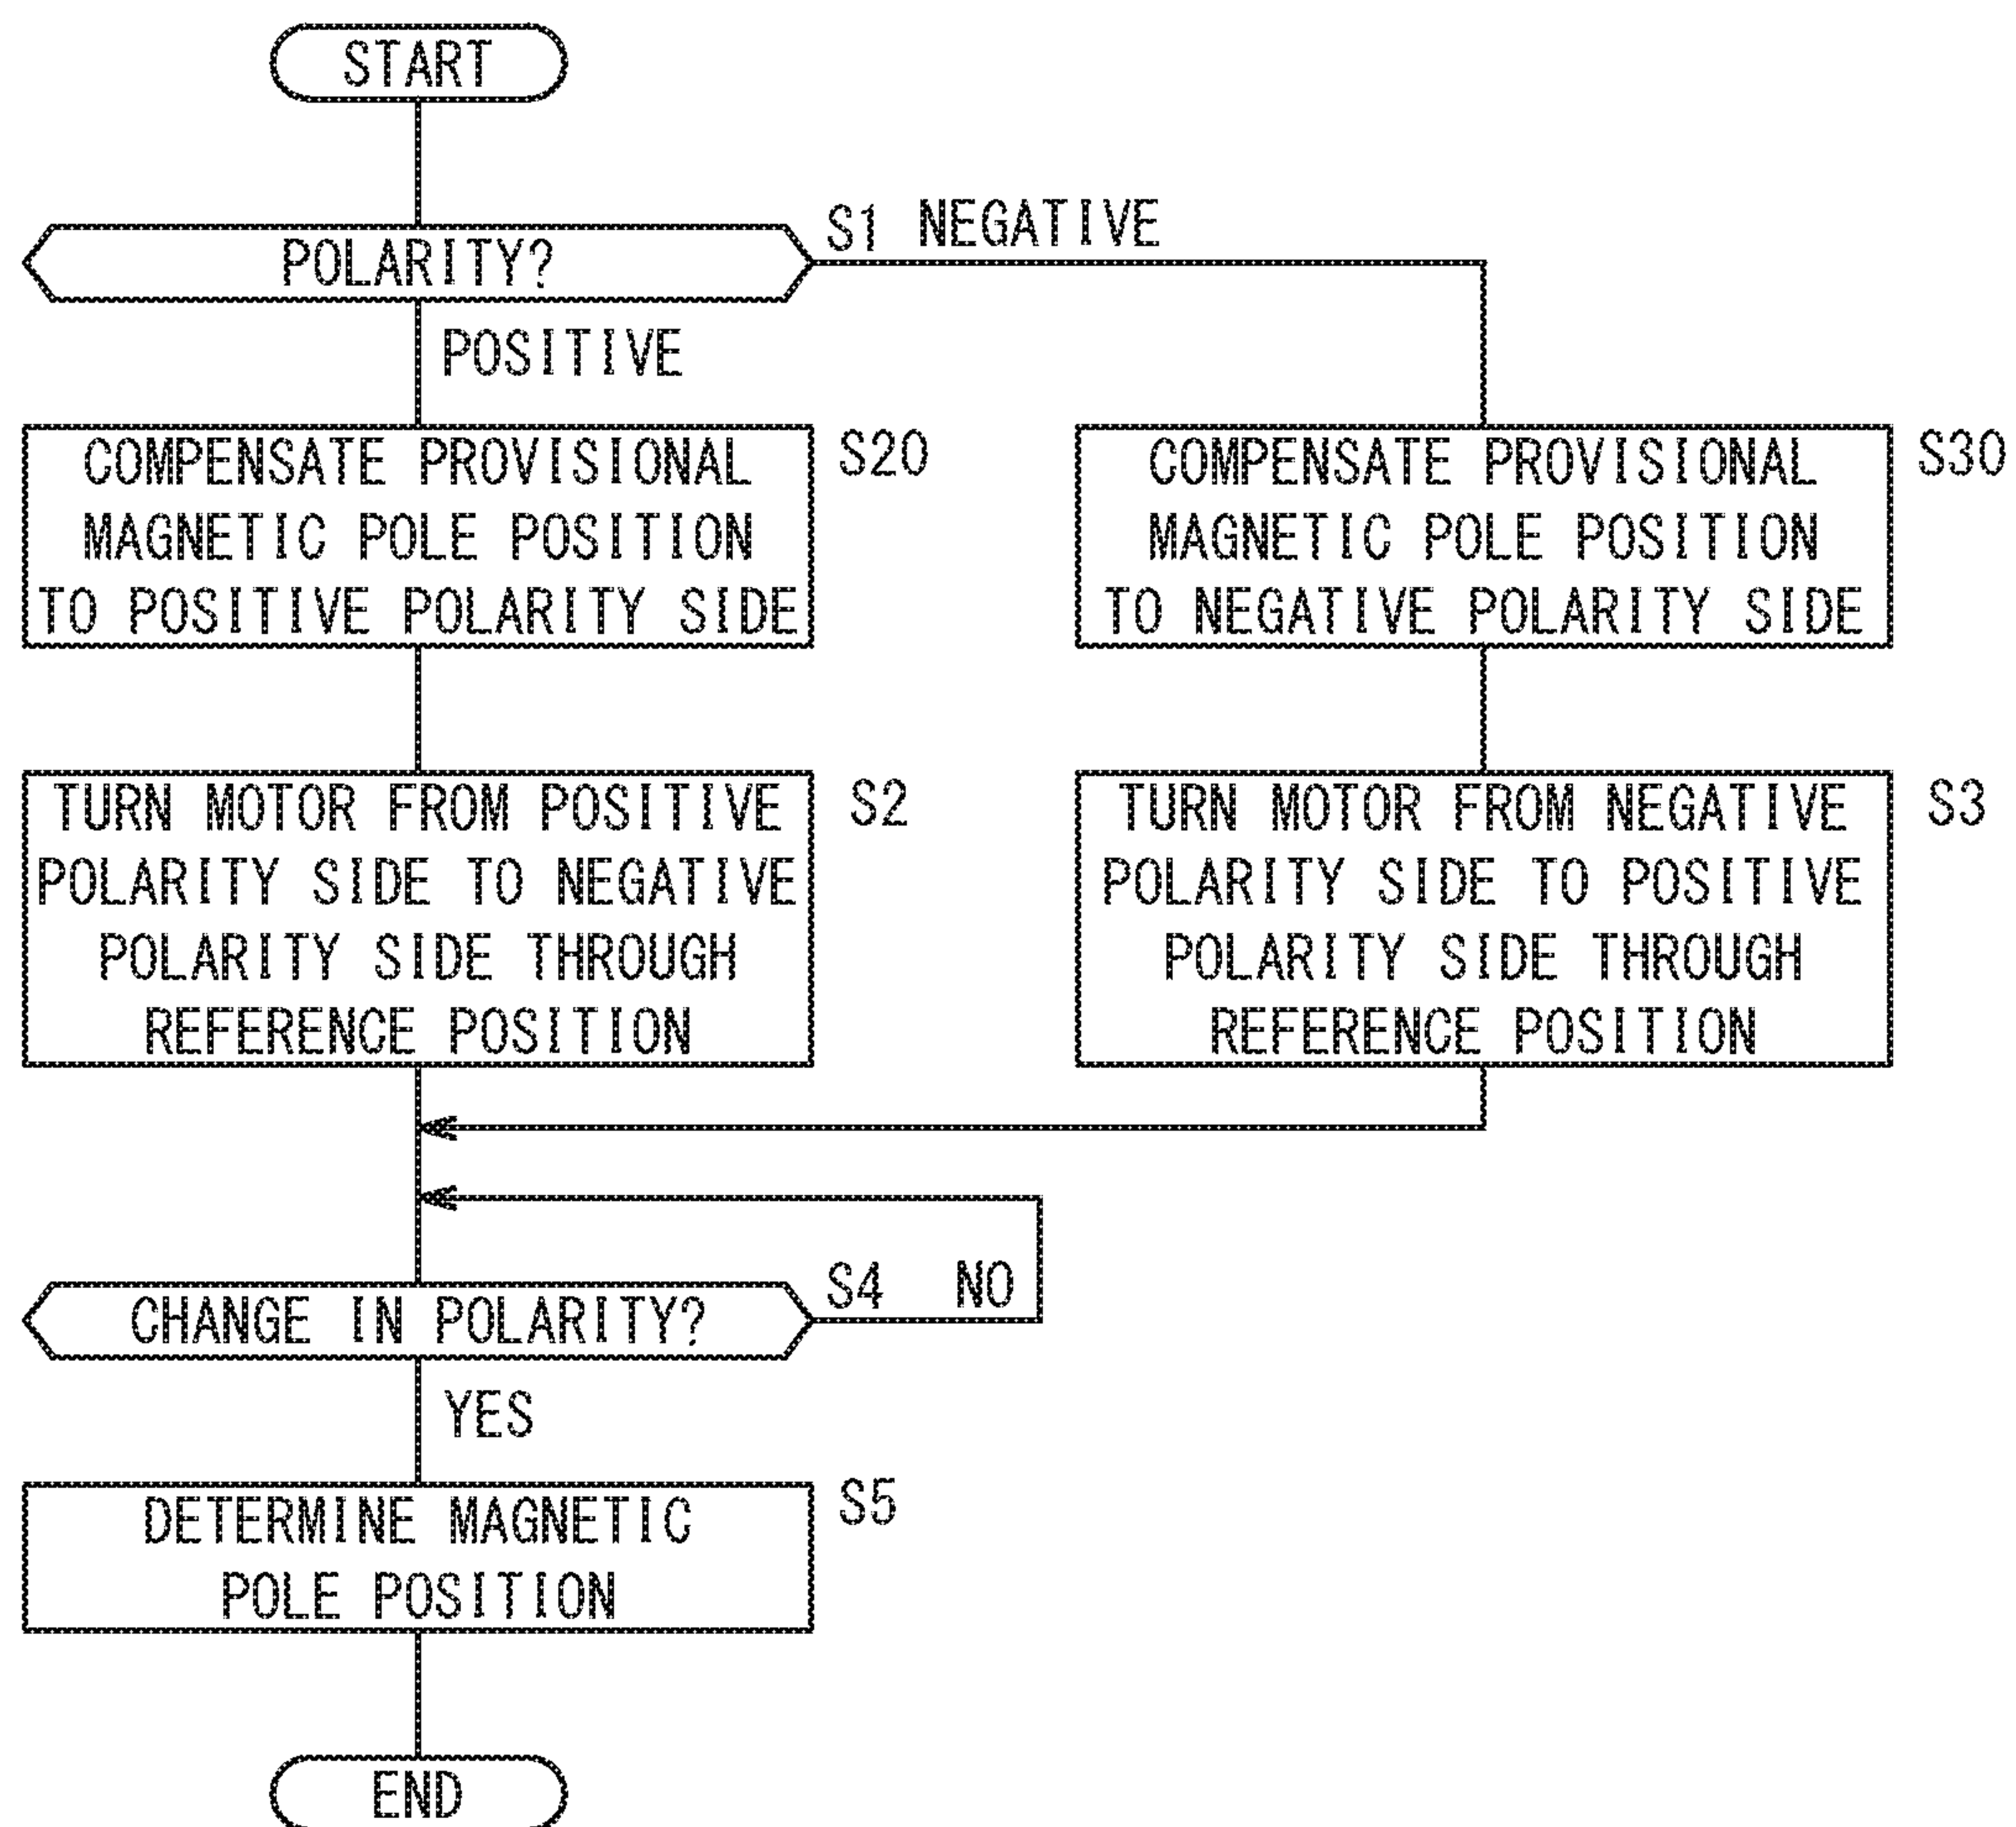 START
POLARITY?
S1 NEGATIVE
POSITIVE
COMPENSATE PROVISIONAL
MAGNETIC POLE POSITION
TO POSITIVE POLARITY SIDE
S20
COMPENSATE PROVISIONAL
MAGNETIC POLE POSITION
TO NEGATIVE POLARITY SIDE
S30
TURN MOTOR FROM POSITIVE
POLARITY SIDE TO NEGATIVE
POLARITY SIDE THROUGH
REFERENCE POSITION
S2
TURN MOTOR FROM NEGATIVE
POLARITY SIDE TO POSITIVE
POLARITY SIDE THROUGH
REFERENCE POSITION
S3
CHANGE IN POLARITY?
S4 NO
YES
DETERMINE MAGNETIC
POLE POSITION
S5
END